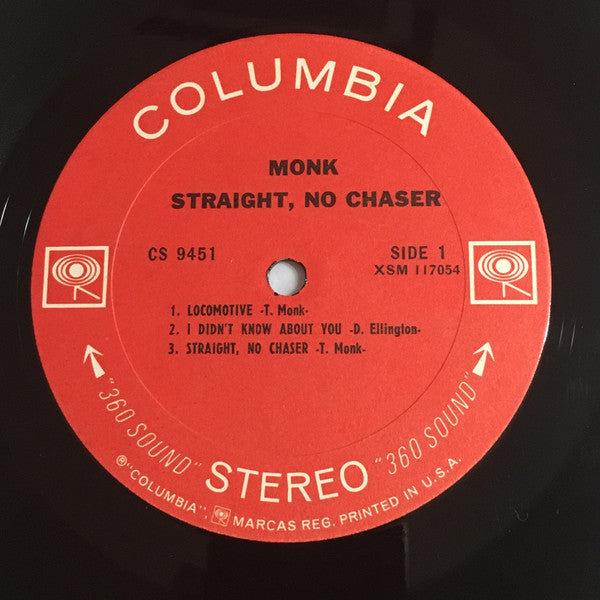 COLUMBIA
MONK
STRAIGHT, NO CHASER
CS 9451
SIDE 1
XSM 117054
1. LOCOMOTIVE -T. Monk-
2. I DIDN'T KNOW ABOUT YOU -D. Ellington-
3. STRAIGHT, NO CHASER -T. Monk-
"360 SOUND" STEREO "360 SOUND"
®"COLUMBIA", MARCAS REG. PRINTED IN U.S.A.